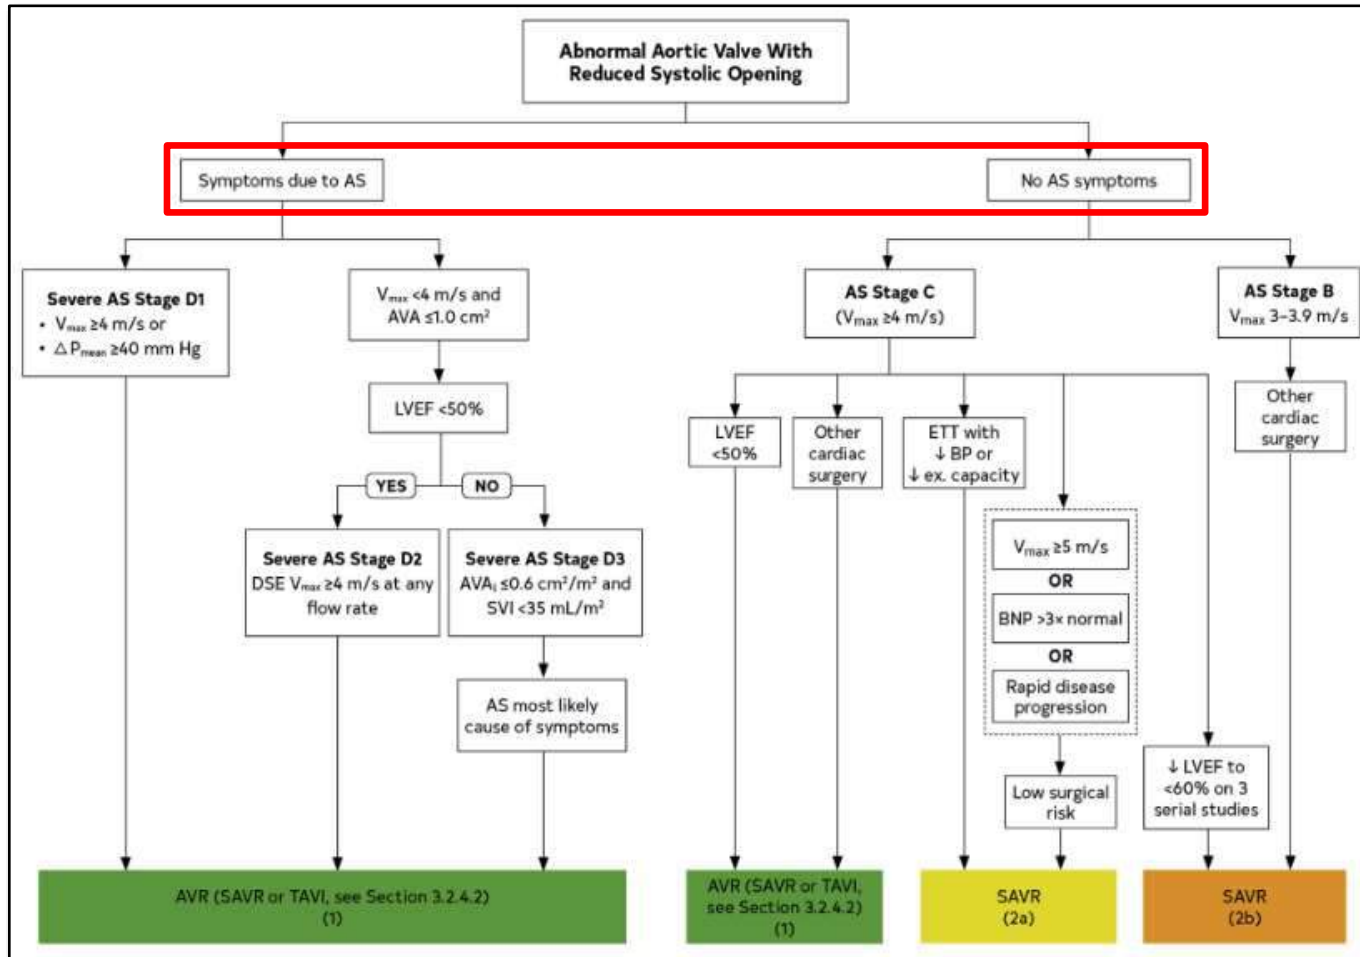 Abnormal Aortic Valve With
Reduced Systolic Opening
Symptoms due to AS
No AS symptoms
Severe AS Stage D1
• Vmax ≥4 m/s or
• △Pmean ≥40 mm Hg
Vmax <4 m/s and
AVA ≤1.0 cm²
AS Stage C
(Vmax ≥4 m/s)
AS Stage B
Vmax 3–3.9 m/s
LVEF <50%
YES
NO
LVEF
<50%
Other
cardiac
surgery
ETT with
↓ BP or
↓ ex. capacity
Other
cardiac
surgery
Severe AS Stage D2
DSE Vmax ≥4 m/s at any
flow rate
Severe AS Stage D3
AVAi ≤0.6 cm²/m² and
SVI <35 mL/m²
Vmax ≥5 m/s
OR
BNP >3× normal
OR
Rapid disease
progression
AS most likely
cause of symptoms
Low surgical
risk
↓ LVEF to
<60% on 3
serial studies
AVR (SAVR or TAVI, see Section 3.2.4.2)
(1)
AVR (SAVR or TAVI,
see Section 3.2.4.2)
(1)
SAVR
(2a)
SAVR
(2b)